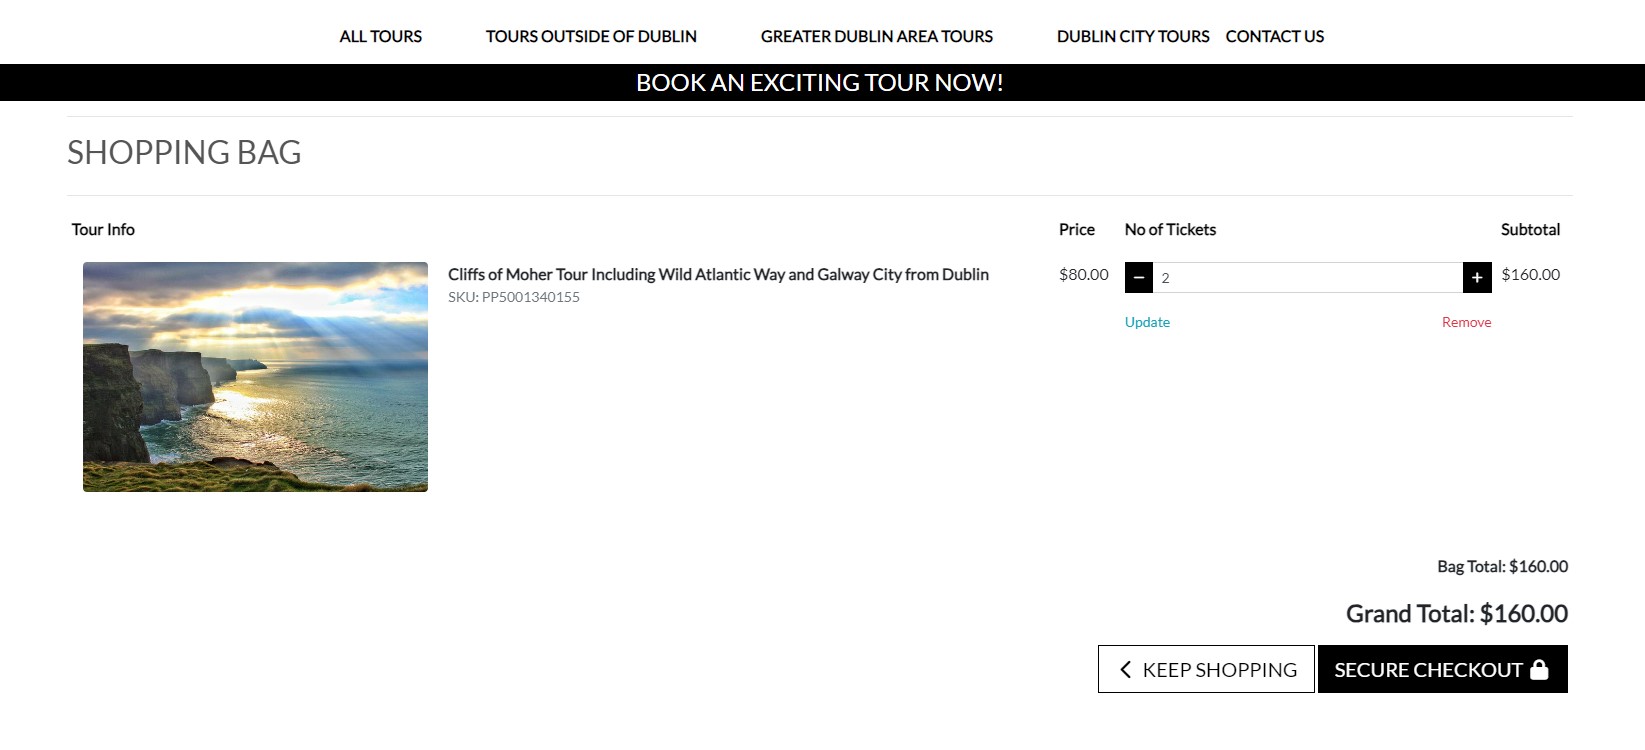 ALL TOURS TOURS OUTSIDE OF DUBLIN GREATER DUBLIN AREA TOURS DUBLIN CITY TOURS CONTACT US
BOOK AN EXCITING TOUR NOW!
SHOPPING BAG
Tour Info Price No of Tickets Subtotal
Cliffs of Moher Tour Including Wild Atlantic Way and Galway City from Dublin $80.00 − 2 + $160.00
SKU: PP5001340155
Update Remove
Bag Total: $160.00
Grand Total: $160.00
KEEP SHOPPING SECURE CHECKOUT